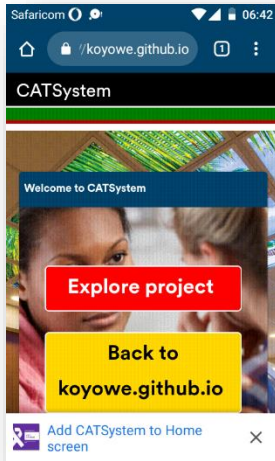 Safaricom 06:42
//koyowe.github.io 1
CATSystem
Welcome to CATSystem
Explore project
Back to
koyowe.github.io
Add CATSystem to Home
screen